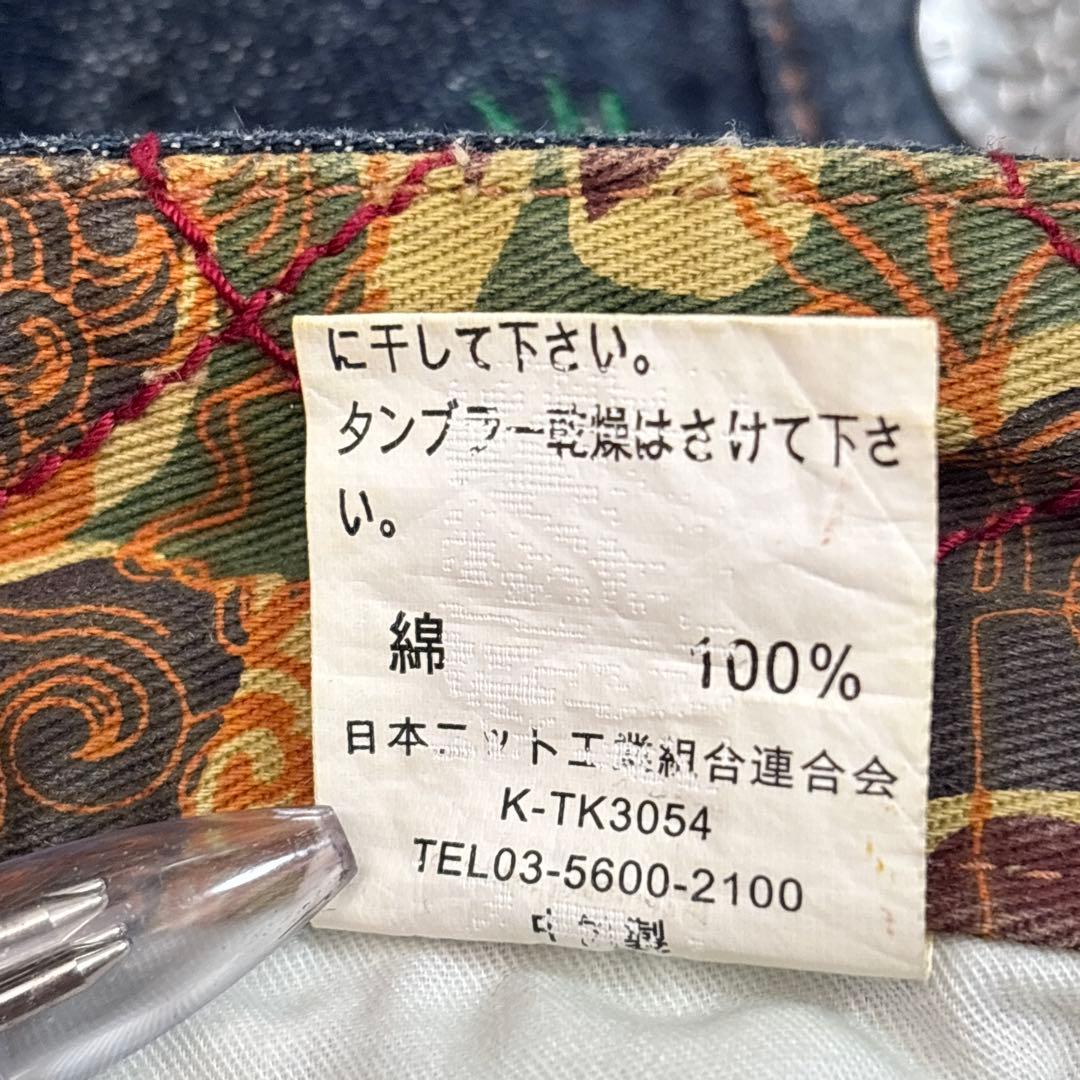 に干して下さい。
タンブラー乾燥はさけて下さ
い。
綿 100%
日本ニット工業組合連合会
K-TK3054
TEL03-5600-2100